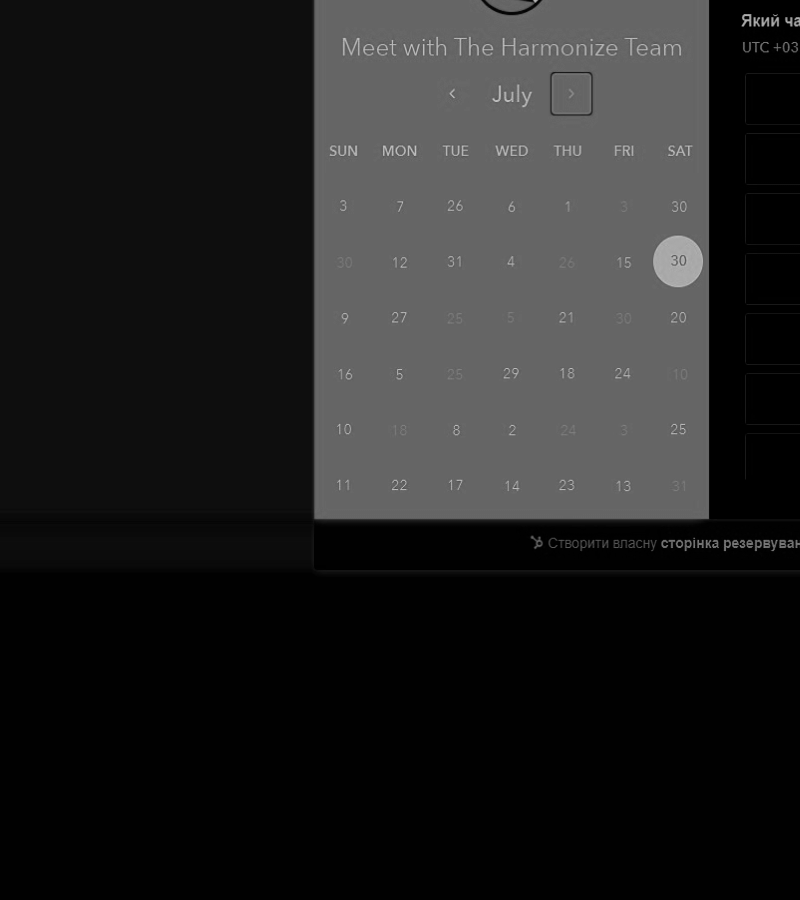 Meet with The Harmonize Team
July
SUN MON TUE WED THU FRI SAT
3 7 26 6 1 3 30
30 12 31 4 26 15 30
9 27 25 5 21 30 20
16 5 25 29 18 24 10
10 18 8 2 24 3 25
11 22 17 14 23 13 31
Який ча
UTC +03
Створити власну сторінка резервуван